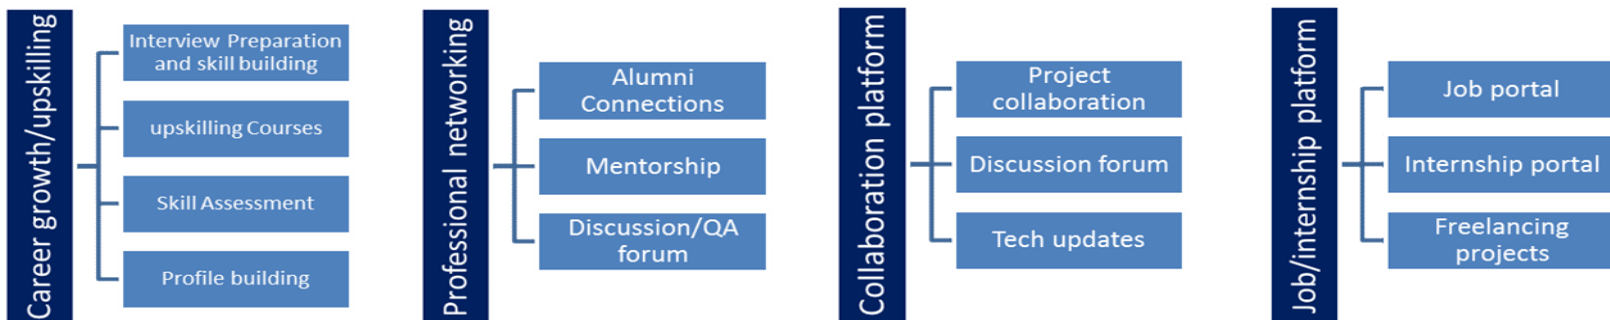 Career growth/upskilling
Interview Preparation
and skill building
upskilling Courses
Skill Assessment
Profile building
Professional networking
Alumni
Connections
Mentorship
Discussion/QA
forum
Collaboration platform
Project
collaboration
Discussion forum
Tech updates
Job/internship platform
Job portal
Internship portal
Freelancing
projects